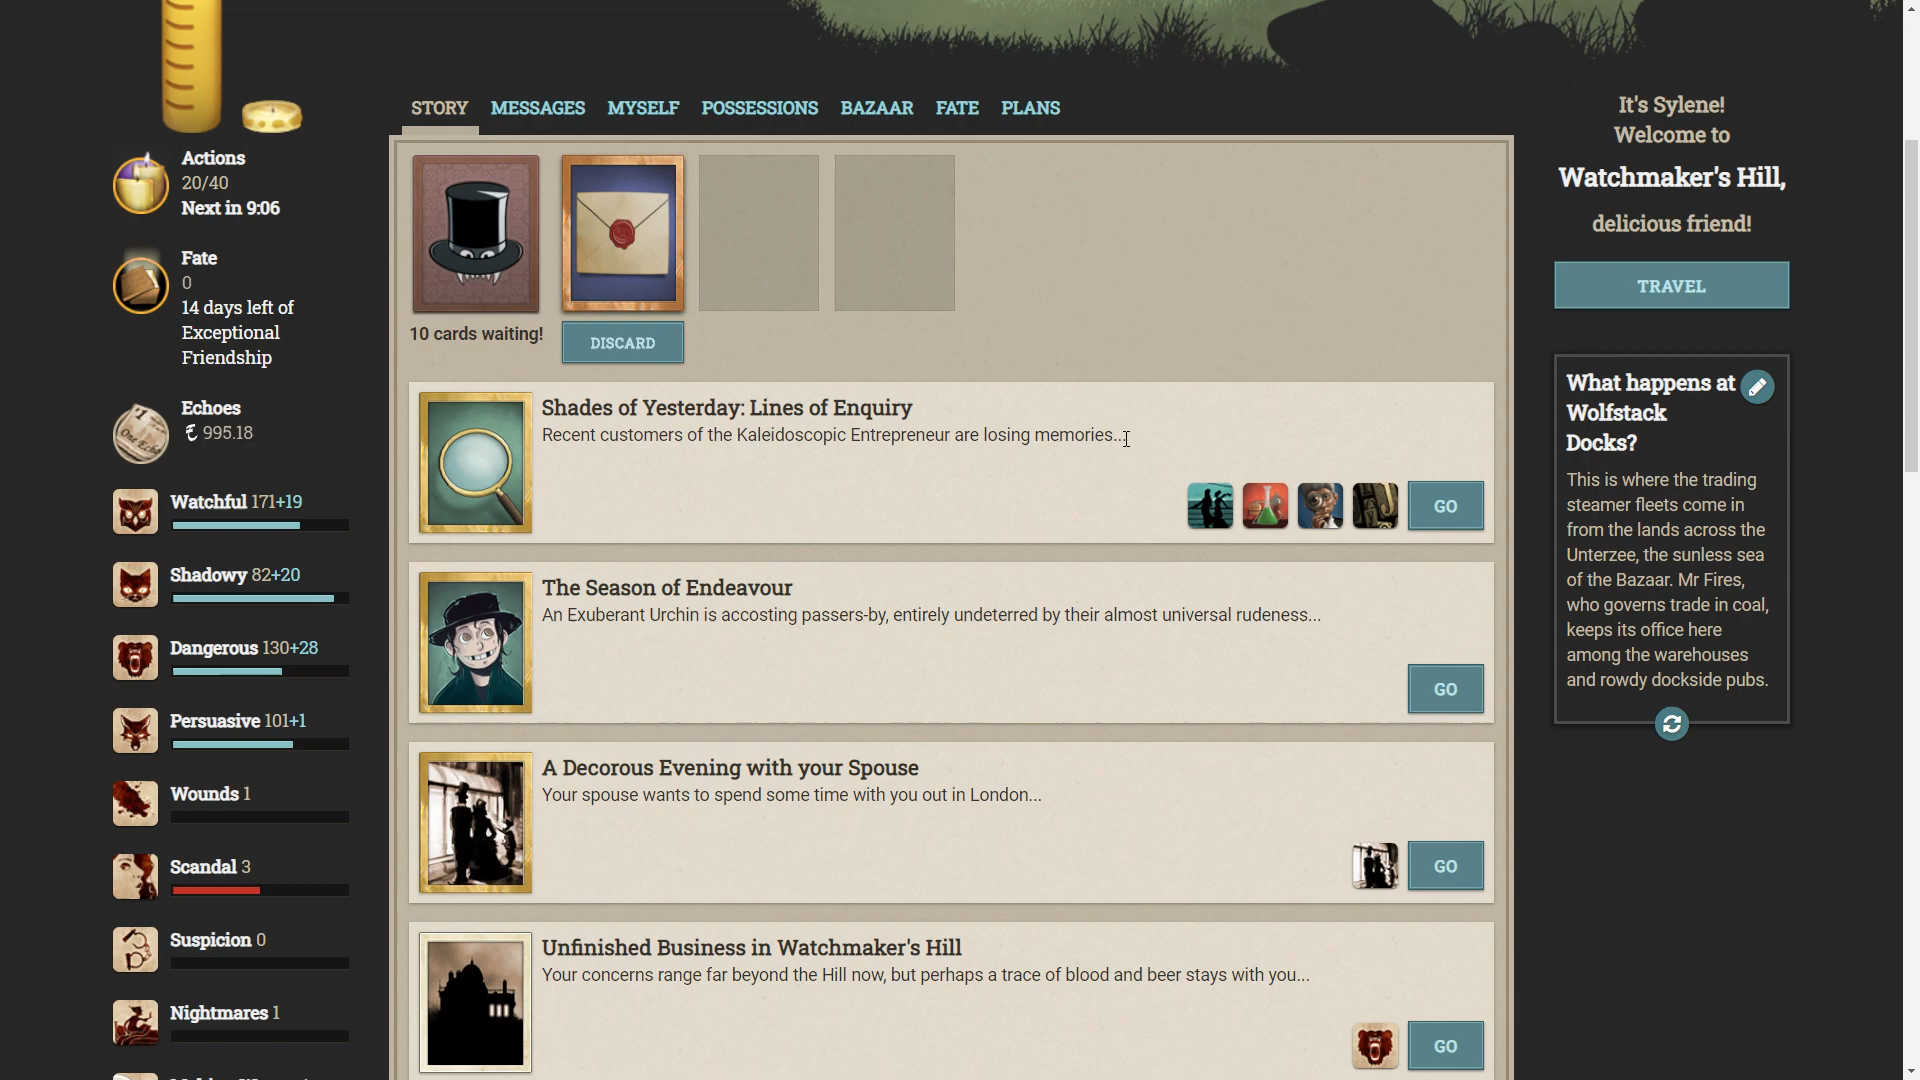 STORY MESSAGES MYSELF POSSESSIONS BAZAAR FATE PLANS
Actions
20/40
Next in 9:06
Fate
0
14 days left of
Exceptional
Friendship
Echoes
995.18
Watchful 171+19
Shadowy 82+20
Dangerous 130+28
Persuasive 101+1
Wounds 1
Scandal 3
Suspicion 0
Nightmares 1
10 cards waiting!
DISCARD
Shades of Yesterday: Lines of Enquiry
Recent customers of the Kaleidoscopic Entrepreneur are losing memories...
GO
The Season of Endeavour
An Exuberant Urchin is accosting passers-by, entirely undeterred by their almost universal rudeness...
GO
A Decorous Evening with your Spouse
Your spouse wants to spend some time with you out in London...
GO
Unfinished Business in Watchmaker's Hill
Your concerns range far beyond the Hill now, but perhaps a trace of blood and beer stays with you...
GO
It's Sylene!
Welcome to
Watchmaker's Hill,
delicious friend!
TRAVEL
What happens at
Wolfstack
Docks?
This is where the trading
steamer fleets come in
from the lands across the
Unterzee, the sunless sea
of the Bazaar. Mr Fires,
who governs trade in coal,
keeps its office here
among the warehouses
and rowdy dockside pubs.